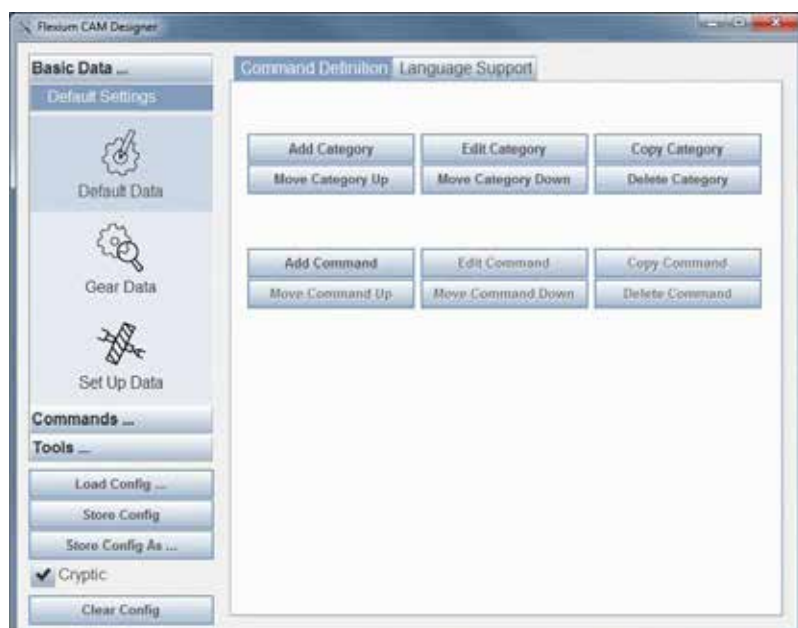 Flexium CAM Designer
Basic Data ...
Default Settings
Default Data
Gear Data
Set Up Data
Commands ...
Tools ...
Load Config ...
Store Config
Store Config As ...
Cryptic
Clear Config
Command Definition Language Support
Add Category Edit Category Copy Category
Move Category Up Move Category Down Delete Category
Add Command Edit Command Copy Command
Move Command Up Move Command Down Delete Command